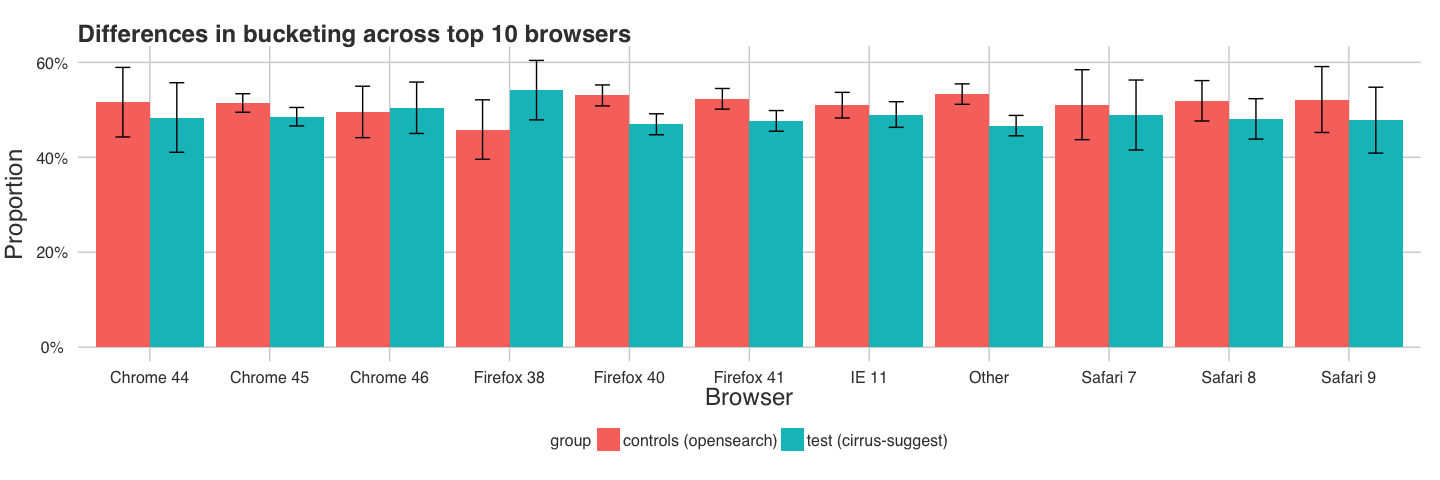 Differences in bucketing across top 10 browsers
60%
40%
20%
0%
Proportion
Chrome 44 Chrome 45 Chrome 46 Firefox 38 Firefox 40 Firefox 41 IE 11 Other Safari 7 Safari 8 Safari 9
Browser
group controls (opensearch) test (cirrus-suggest)